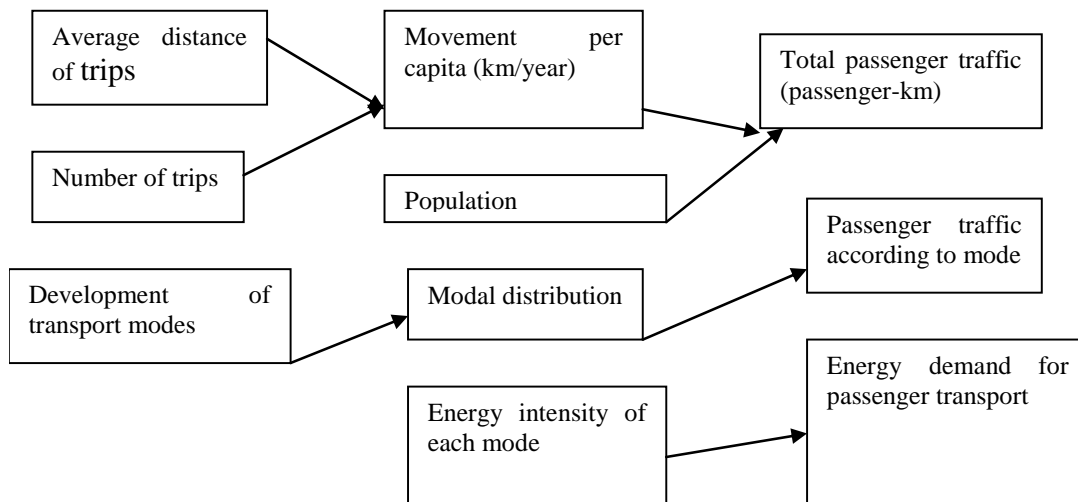 Average distance
of trips
Movement per
capita (km/year)
Total passenger traffic
(passenger-km)
Number of trips
Population
Passenger traffic
according to mode
Development of
transport modes
Modal distribution
Energy demand for
passenger transport
Energy intensity of
each mode